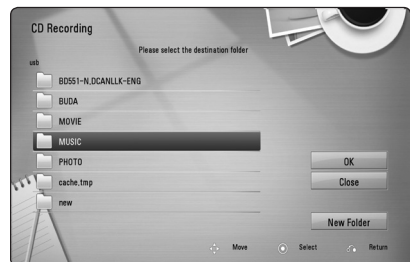 CD Recording
Please select the destination folder
usb
BD551-N,DCANLLK-ENG
BUDA
MOVIE
MUSIC
PHOTO
cache,tmp
new
OK
Close
New Folder
Move Select Return